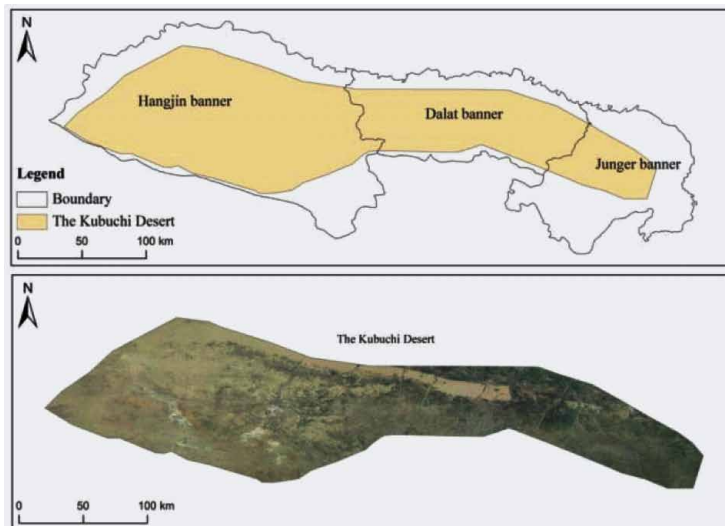 N
Hangjin banner
Dalat banner
Junger banner
Legend
Boundary
The Kubuchi Desert
0 50 100 km
N
The Kubuchi Desert
0 50 100 km